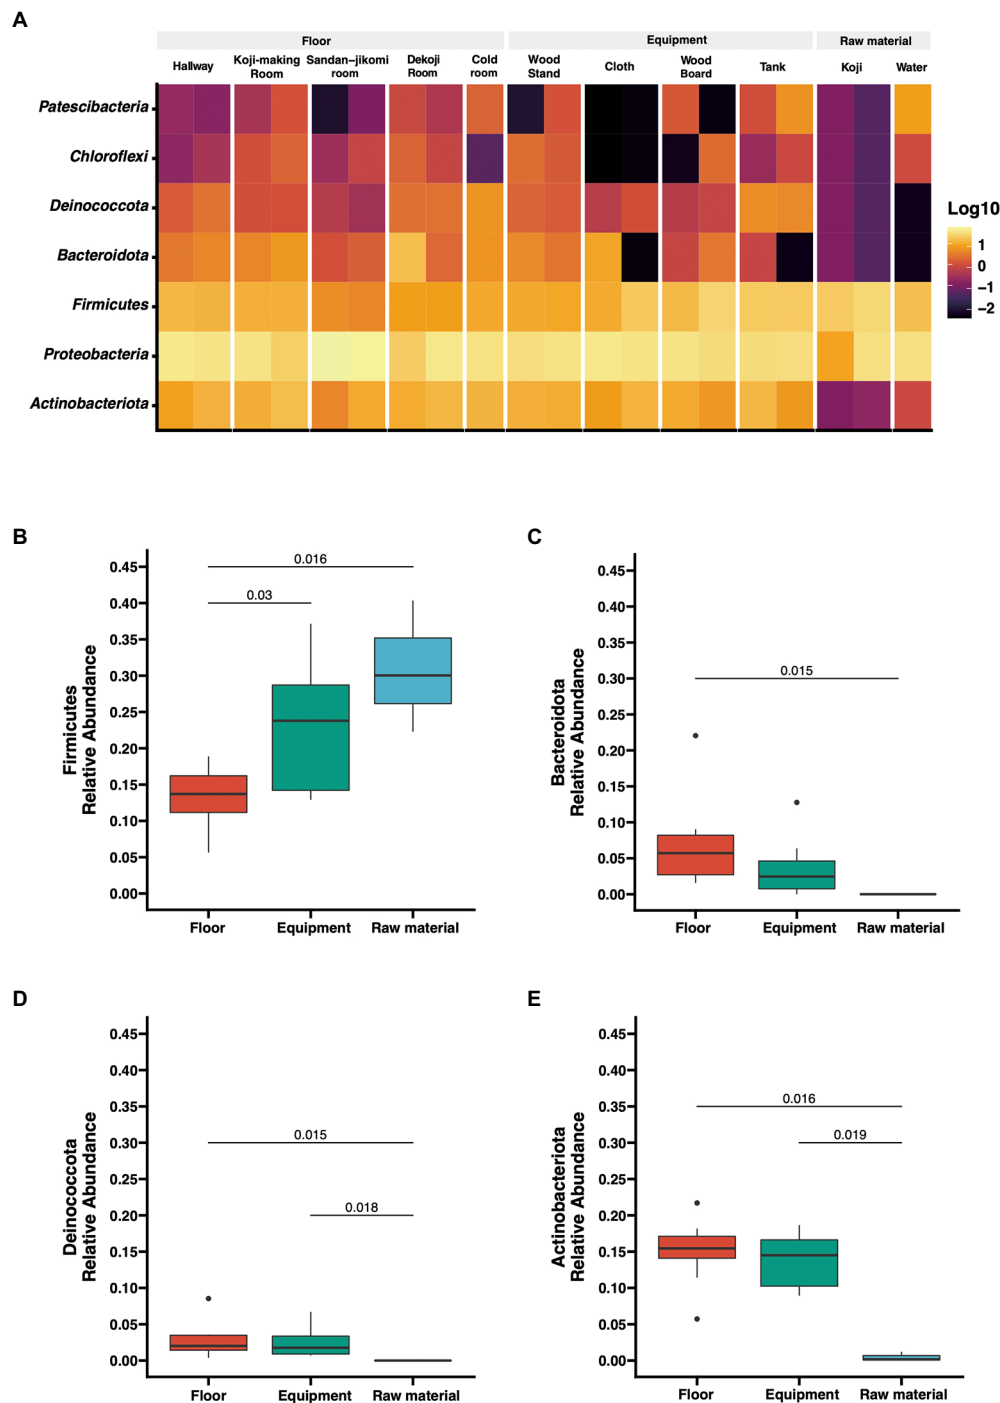 A
Floor Equipment Raw material
Hallway Koji-making Room Sandan-jikomi room Dekoji Room Cold room Wood Stand Cloth Wood Board Tank Koji Water
Patescibacteria
Chloroflexi
Deinococcota
Bacteroidota
Firmicutes
Proteobacteria
Actinobacteriota
Log10
1
0
-1
-2
B
Firmicutes
Relative Abundance
0.45
0.40
0.35
0.30
0.25
0.20
0.15
0.10
0.05
0.00
0.016
0.03
Floor Equipment Raw material
C
Bacteroidota
Relative Abundance
0.45
0.40
0.35
0.30
0.25
0.20
0.15
0.10
0.05
0.00
0.015
Floor Equipment Raw material
D
Deinococcota
Relative Abundance
0.45
0.40
0.35
0.30
0.25
0.20
0.15
0.10
0.05
0.00
0.015
0.018
Floor Equipment Raw material
E
Actinobacteriota
Relative Abundance
0.45
0.40
0.35
0.30
0.25
0.20
0.15
0.10
0.05
0.00
0.016
0.019
Floor Equipment Raw material